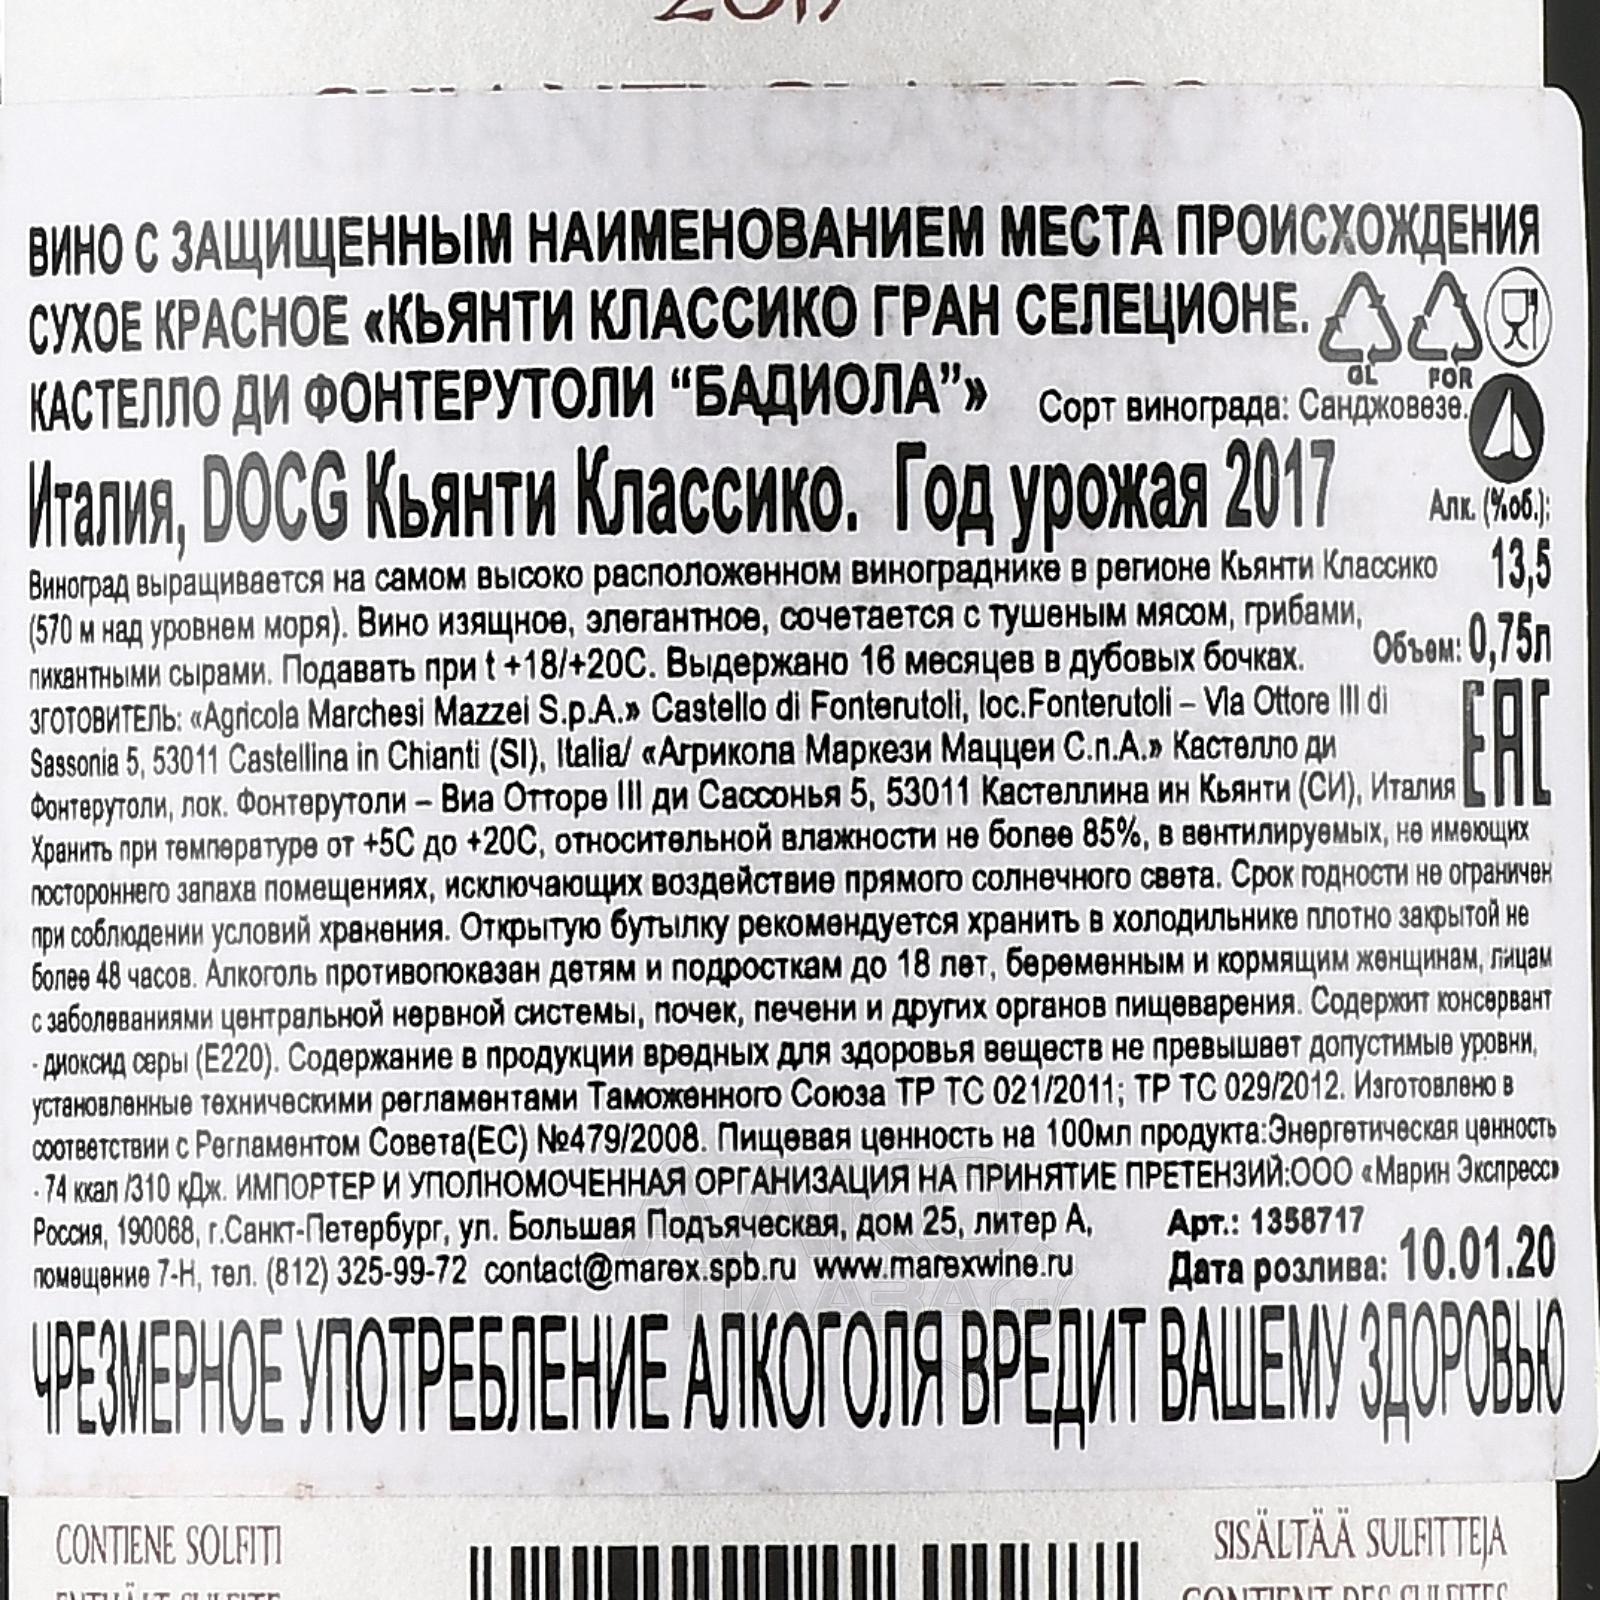 2017
CHIANTI CLASSICO
ВИНО С ЗАЩИЩЕННЫМ НАИМЕНОВАНИЕМ МЕСТА ПРОИСХОЖДЕНИЯ
СУХОЕ КРАСНОЕ «КЬЯНТИ КЛАССИКО ГРАН СЕЛЕЦИОНЕ.
GL FOR
КАСТЕЛЛО ДИ ФОНТЕРУТОЛИ “БАДИОЛА”» Сорт винограда: Санджовезе.
Италия, DOCG Кьянти Классико. Год урожая 2017
Алк. (%об.):
13,5
Виноград выращивается на самом высоко расположенном винограднике в регионе Кьянти Классико
(570 м над уровнем моря). Вино изящное, элегантное, сочетается с тушеным мясом, грибами,
Объем: 0,75л
пикантными сырами. Подавать при t +18/+20С. Выдержано 16 месяцев в дубовых бочках.
ЗГОТОВИТЕЛЬ: «Agricola Marchesi Mazzei S.p.A.» Castello di Fonterutoli, loc.Fonterutoli – Via Ottore III di
EAC
Sassonia 5, 53011 Castellina in Chianti (SI), Italia/ «Агрикола Маркези Маццеи С.п.А.» Кастелло ди
Фонтерутоли, лок. Фонтерутоли – Виа Отторе III ди Сассонья 5, 53011 Кастеллина ин Кьянти (СИ), Италия
Хранить при температуре от +5С до +20С, относительной влажности не более 85%, в вентилируемых, не имеющих
постороннего запаха помещениях, исключающих воздействие прямого солнечного света. Срок годности не ограничен
при соблюдении условий хранения. Открытую бутылку рекомендуется хранить в холодильнике плотно закрытой не
более 48 часов. Алкоголь противопоказан детям и подросткам до 18 лет, беременным и кормящим женщинам, лицам
с заболеваниями центральной нервной системы, почек, печени и других органов пищеварения. Содержит консервант
- диоксид серы (Е220). Содержание в продукции вредных для здоровья веществ не превышает допустимые уровни,
установленные техническими регламентами Таможенного Союза ТР ТС 021/2011; ТР ТС 029/2012. Изготовлено в
соответствии с Регламентом Совета(ЕС) №479/2008. Пищевая ценность на 100мл продукта:Энергетическая ценность
- 74 ккал /310 кДж. ИМПОРТЕР И УПОЛНОМОЧЕННАЯ ОРГАНИЗАЦИЯ НА ПРИНЯТИЕ ПРЕТЕНЗИЙ:ООО «Марин Экспресс»
Россия, 190068, г.Санкт-Петербург, ул. Большая Подъяческая, дом 25, литер А,
помещение 7-Н, тел. (812) 325-99-72 contact@marex.spb.ru www.marexwine.ru
Арт.: 1358717
Дата розлива: 10.01.20
ЧРЕЗМЕРНОЕ УПОТРЕБЛЕНИЕ АЛКОГОЛЯ ВРЕДИТ ВАШЕМУ ЗДОРОВЬЮ
CONTIENE SOLFITI
SISÄLTÄÄ SULFITTEJA
ENTHÄLT SULFITE
CONTIENT DES SULFITES